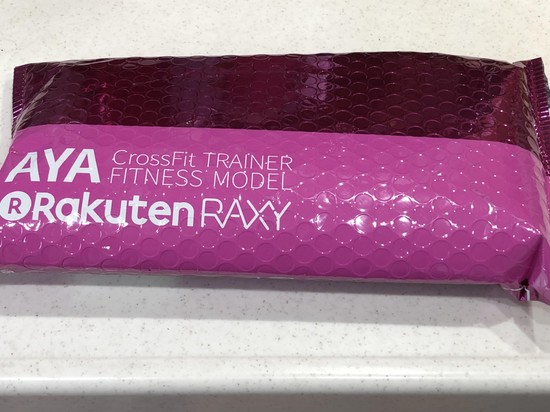 AYA CrossFit TRAINER
FITNESS MODEL
R Rakuten RAXY